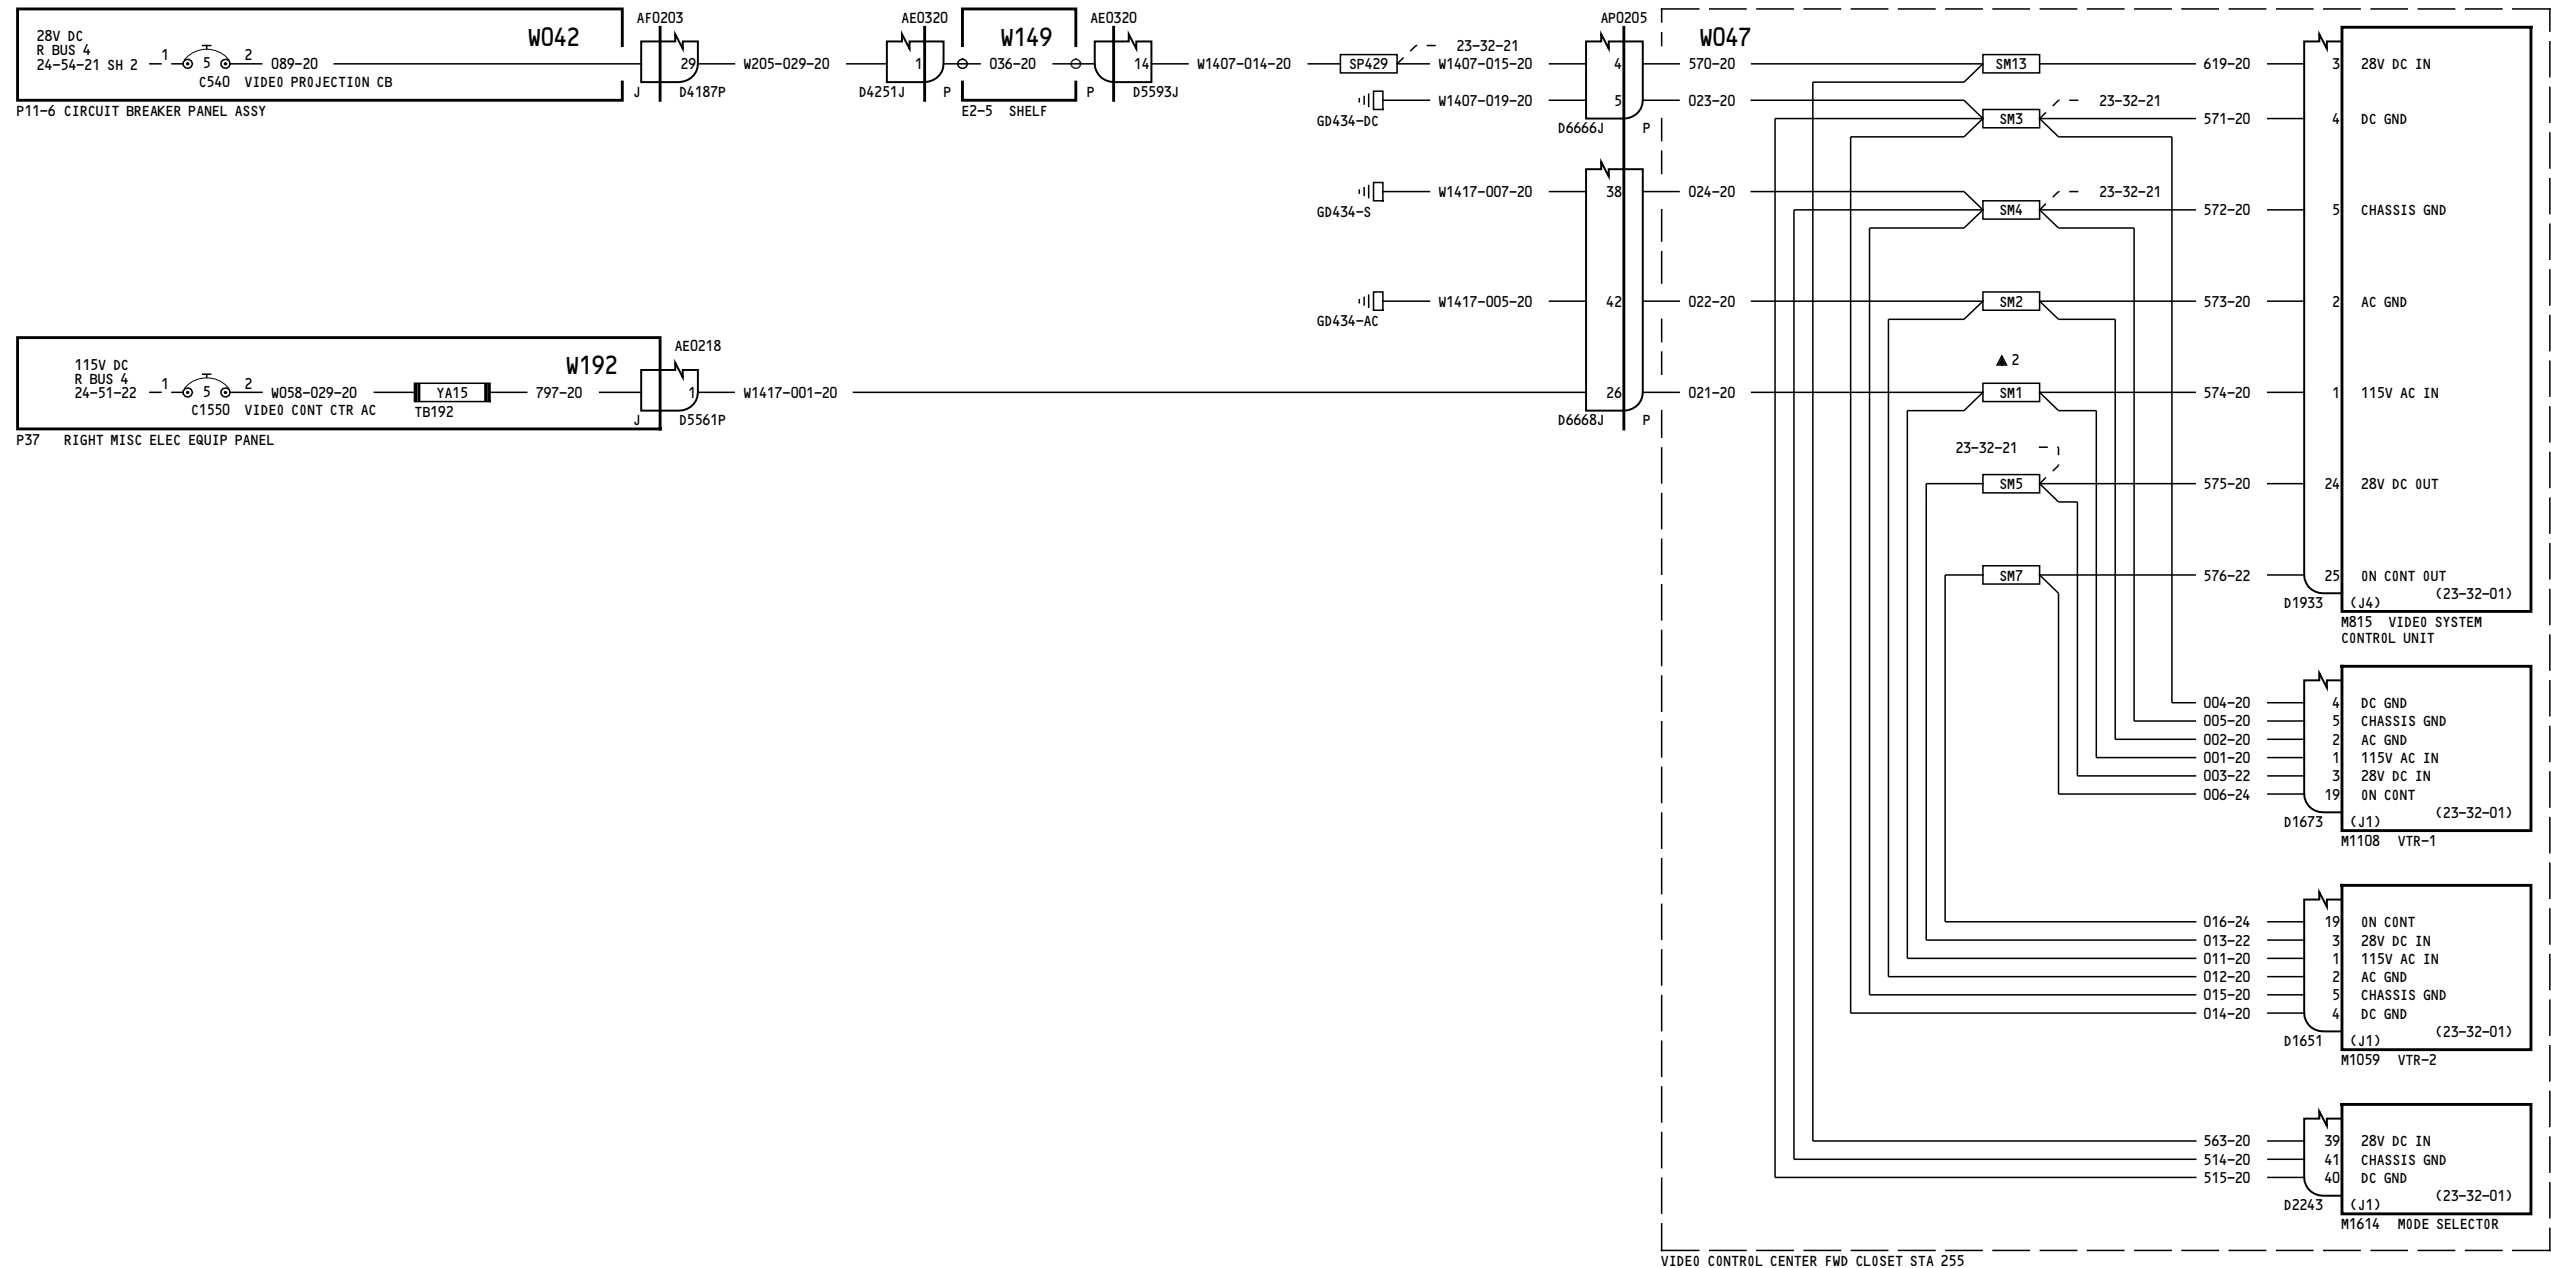 AF0203
AE0320
AE0320
AP0205
28V DC
R BUS 4
24-54-21 SH 2
1
5
2
089-20
C540 VIDEO PROJECTION CB
W042
29
J
D4187P
P11-6 CIRCUIT BREAKER PANEL ASSY
W205-029-20
1
D4251J
P
W149
036-20
E2-5 SHELF
P
14
D5593J
W1407-014-20
SP429
23-32-21
W1407-015-20
4
GD434-DC
W1407-019-20
5
D6666J
P
GD434-S
W1417-007-20
38
GD434-AC
W1417-005-20
42
115V DC
R BUS 4
24-51-22
1
5
2
W058-029-20
C1550 VIDEO CONT CTR AC
YA15
TB192
797-20
W192
AE0218
1
J
D5561P
P37 RIGHT MISC ELEC EQUIP PANEL
W1417-001-20
26
D6668J
P
W047
570-20
SM13
619-20
3
28V DC IN
023-20
23-32-21
SM3
571-20
4
DC GND
024-20
23-32-21
SM4
572-20
5
CHASSIS GND
022-20
SM2
573-20
2
AC GND
2
021-20
SM1
574-20
1
115V AC IN
23-32-21
SM5
575-20
24
28V DC OUT
SM7
576-22
25
ON CONT OUT
(23-32-01)
D1933
(J4)
M815 VIDEO SYSTEM
CONTROL UNIT
004-20 4 DC GND
005-20 5 CHASSIS GND
002-20 2 AC GND
001-20 1 115V AC IN
003-22 3 28V DC IN
006-24 19 ON CONT
(23-32-01)
D1673 (J1)
M1108 VTR-1
016-24 19 ON CONT
013-22 3 28V DC IN
011-20 1 115V AC IN
012-20 2 AC GND
015-20 5 CHASSIS GND
014-20 4 DC GND
(23-32-01)
D1651 (J1)
M1059 VTR-2
563-20 39 28V DC IN
514-20 41 CHASSIS GND
515-20 40 DC GND
(23-32-01)
D2243 (J1)
M1614 MODE SELECTOR
VIDEO CONTROL CENTER FWD CLOSET STA 255